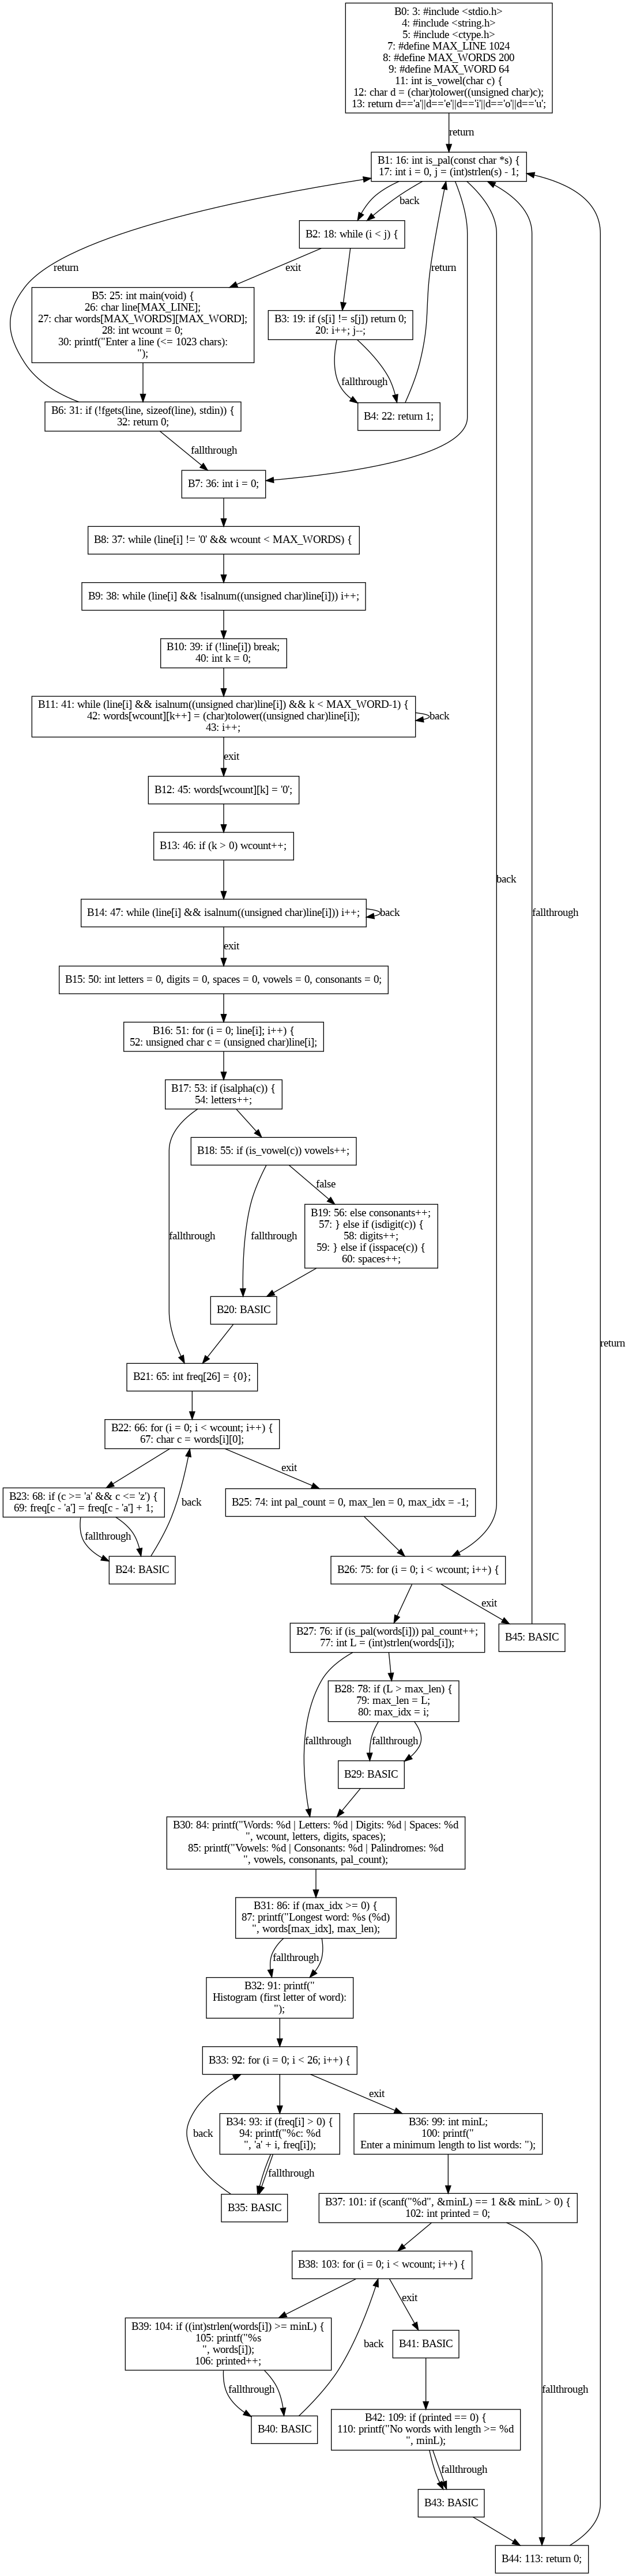 B0: 3: #include <stdio.h>
4: #include <string.h>
5: #include <ctype.h>
7: #define MAX_LINE 1024
8: #define MAX_WORDS 200
9: #define MAX_WORD 64
11: int is_vowel(char c) {
12: char d = (char)tolower((unsigned char)c);
13: return d=='a'||d=='e'||d=='i'||d=='o'||d=='u';
return
B1: 16: int is_pal(const char *s) {
17: int i = 0, j = (int)strlen(s) - 1;
back
B2: 18: while (i < j) {
return
exit
return
B5: 25: int main(void) {
26: char line[MAX_LINE];
27: char words[MAX_WORDS][MAX_WORD];
28: int wcount = 0;
30: printf("Enter a line (<= 1023 chars):
");
B3: 19: if (s[i] != s[j]) return 0;
20: i++; j--;
fallthrough
B6: 31: if (!fgets(line, sizeof(line), stdin)) {
32: return 0;
B4: 22: return 1;
fallthrough
B7: 36: int i = 0;
B8: 37: while (line[i] != '0' && wcount < MAX_WORDS) {
B9: 38: while (line[i] && !isalnum((unsigned char)line[i])) i++;
B10: 39: if (!line[i]) break;
40: int k = 0;
B11: 41: while (line[i] && isalnum((unsigned char)line[i]) && k < MAX_WORD-1) {
42: words[wcount][k++] = (char)tolower((unsigned char)line[i]);
43: i++;
back
exit
B12: 45: words[wcount][k] = '0';
B13: 46: if (k > 0) wcount++;
back
B14: 47: while (line[i] && isalnum((unsigned char)line[i])) i++;
back
fallthrough
exit
B15: 50: int letters = 0, digits = 0, spaces = 0, vowels = 0, consonants = 0;
B16: 51: for (i = 0; line[i]; i++) {
52: unsigned char c = (unsigned char)line[i];
B17: 53: if (isalpha(c)) {
54: letters++;
B18: 55: if (is_vowel(c)) vowels++;
false
B19: 56: else consonants++;
57: } else if (isdigit(c)) {
58: digits++;
59: } else if (isspace(c)) {
60: spaces++;
fallthrough
fallthrough
B20: BASIC
return
B21: 65: int freq[26] = {0};
B22: 66: for (i = 0; i < wcount; i++) {
67: char c = words[i][0];
exit
B23: 68: if (c >= 'a' && c <= 'z') {
69: freq[c - 'a'] = freq[c - 'a'] + 1;
back
B25: 74: int pal_count = 0, max_len = 0, max_idx = -1;
fallthrough
B24: BASIC
B26: 75: for (i = 0; i < wcount; i++) {
exit
B27: 76: if (is_pal(words[i])) pal_count++;
77: int L = (int)strlen(words[i]);
B45: BASIC
B28: 78: if (L > max_len) {
79: max_len = L;
80: max_idx = i;
fallthrough
fallthrough
B29: BASIC
B30: 84: printf("Words: %d | Letters: %d | Digits: %d | Spaces: %d
", wcount, letters, digits, spaces);
85: printf("Vowels: %d | Consonants: %d | Palindromes: %d
", vowels, consonants, pal_count);
B31: 86: if (max_idx >= 0) {
87: printf("Longest word: %s (%d)
", words[max_idx], max_len);
fallthrough
B32: 91: printf("
Histogram (first letter of word):
");
B33: 92: for (i = 0; i < 26; i++) {
exit
back
B34: 93: if (freq[i] > 0) {
94: printf("%c: %d
", 'a' + i, freq[i]);
B36: 99: int minL;
100: printf("
Enter a minimum length to list words: ");
fallthrough
B35: BASIC
B37: 101: if (scanf("%d", &minL) == 1 && minL > 0) {
102: int printed = 0;
B38: 103: for (i = 0; i < wcount; i++) {
exit
B39: 104: if ((int)strlen(words[i]) >= minL) {
105: printf("%s
", words[i]);
106: printed++;
back
B41: BASIC
fallthrough
fallthrough
B40: BASIC
B42: 109: if (printed == 0) {
110: printf("No words with length >= %d
", minL);
fallthrough
B43: BASIC
B44: 113: return 0;